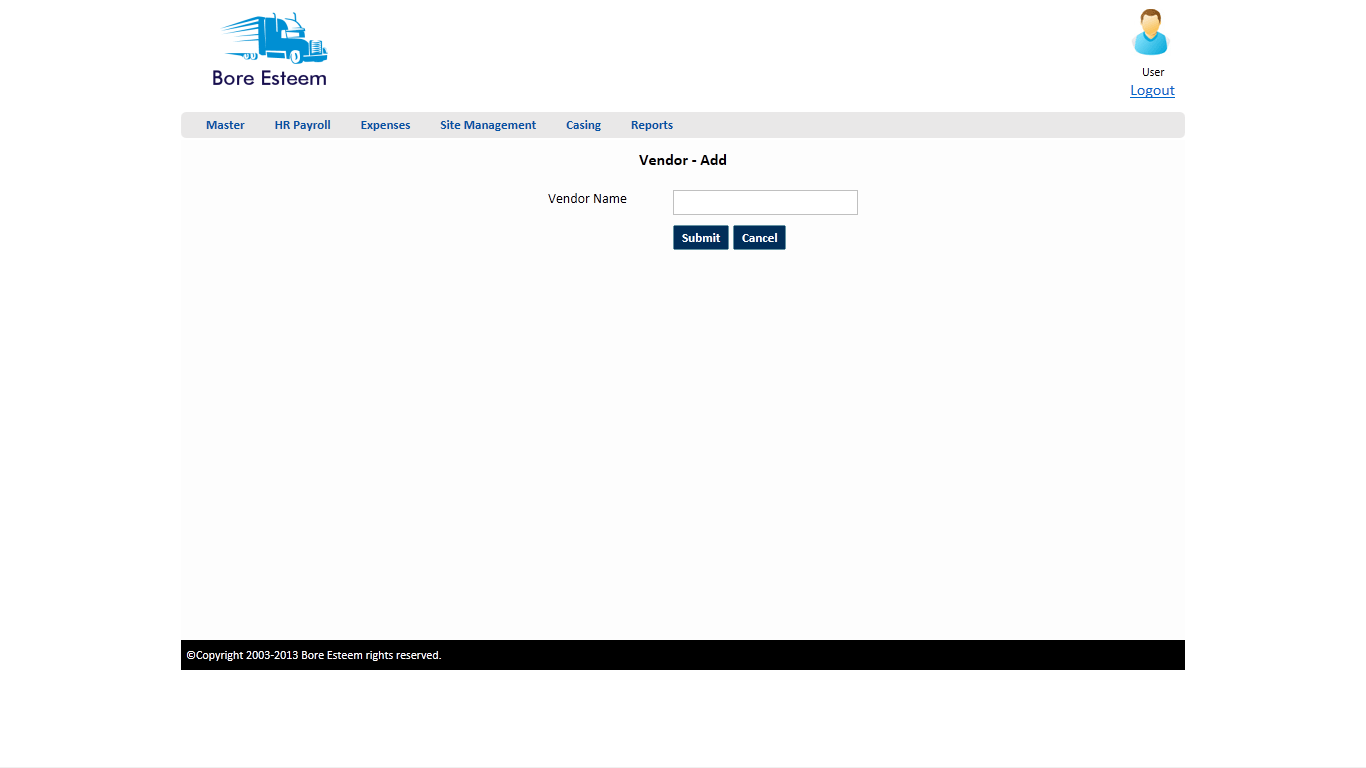 Bore Esteem
User
Logout
Master HR Payroll Expenses Site Management Casing Reports
Vendor - Add
Vendor Name
Submit Cancel
©Copyright 2003-2013 Bore Esteem rights reserved.